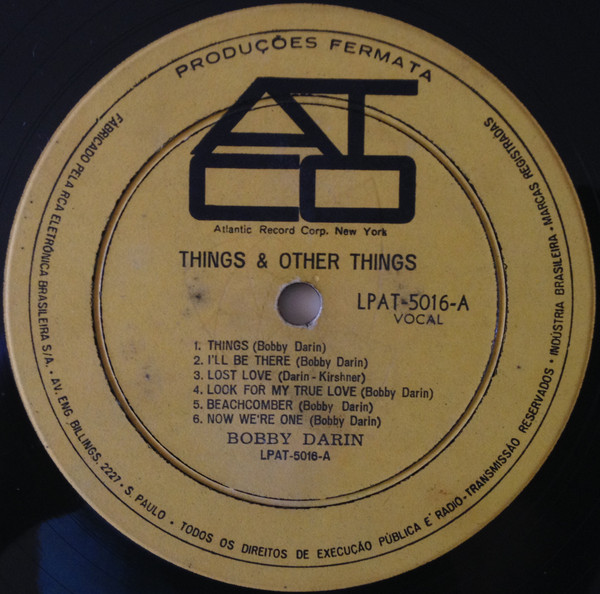 PRODUÇÕES FERMATA
ATCO
Atlantic Record Corp. New York
THINGS & OTHER THINGS
LPAT-5016-A
VOCAL
1. THINGS (Bobby Darin)
2. I'LL BE THERE (Bobby Darin)
3. LOST LOVE (Darin - Kirshner)
4. LOOK FOR MY TRUE LOVE (Bobby Darin)
5. BEACHCOMBER (Bobby Darin)
6. NOW WE'RE ONE (Bobby Darin)
BOBBY DARIN
LPAT-5016-A
FABRICADO PELA RCA ELETRÔNICA BRASILEIRA S/A. • AV. ENG. BILLINGS, 2227 • S. PAULO • TODOS OS DIREITOS DE EXECUÇÃO PÚBLICA E RADIO-TRANSMISSÃO RESERVADOS • INDÚSTRIA BRASILEIRA • MARCAS REGISTRADAS